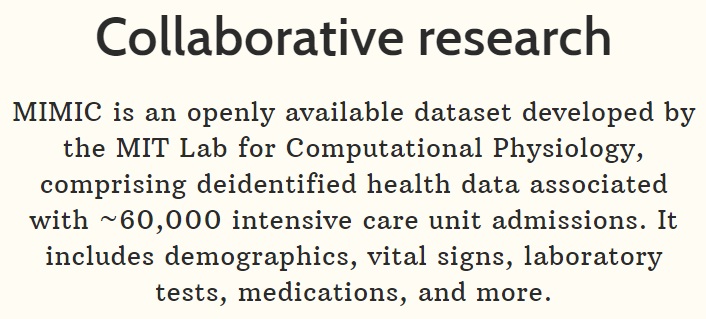 Collaborative research
MIMIC is an openly available dataset developed by
the MIT Lab for Computational Physiology,
comprising deidentified health data associated
with ~60,000 intensive care unit admissions. It
includes demographics, vital signs, laboratory
tests, medications, and more.